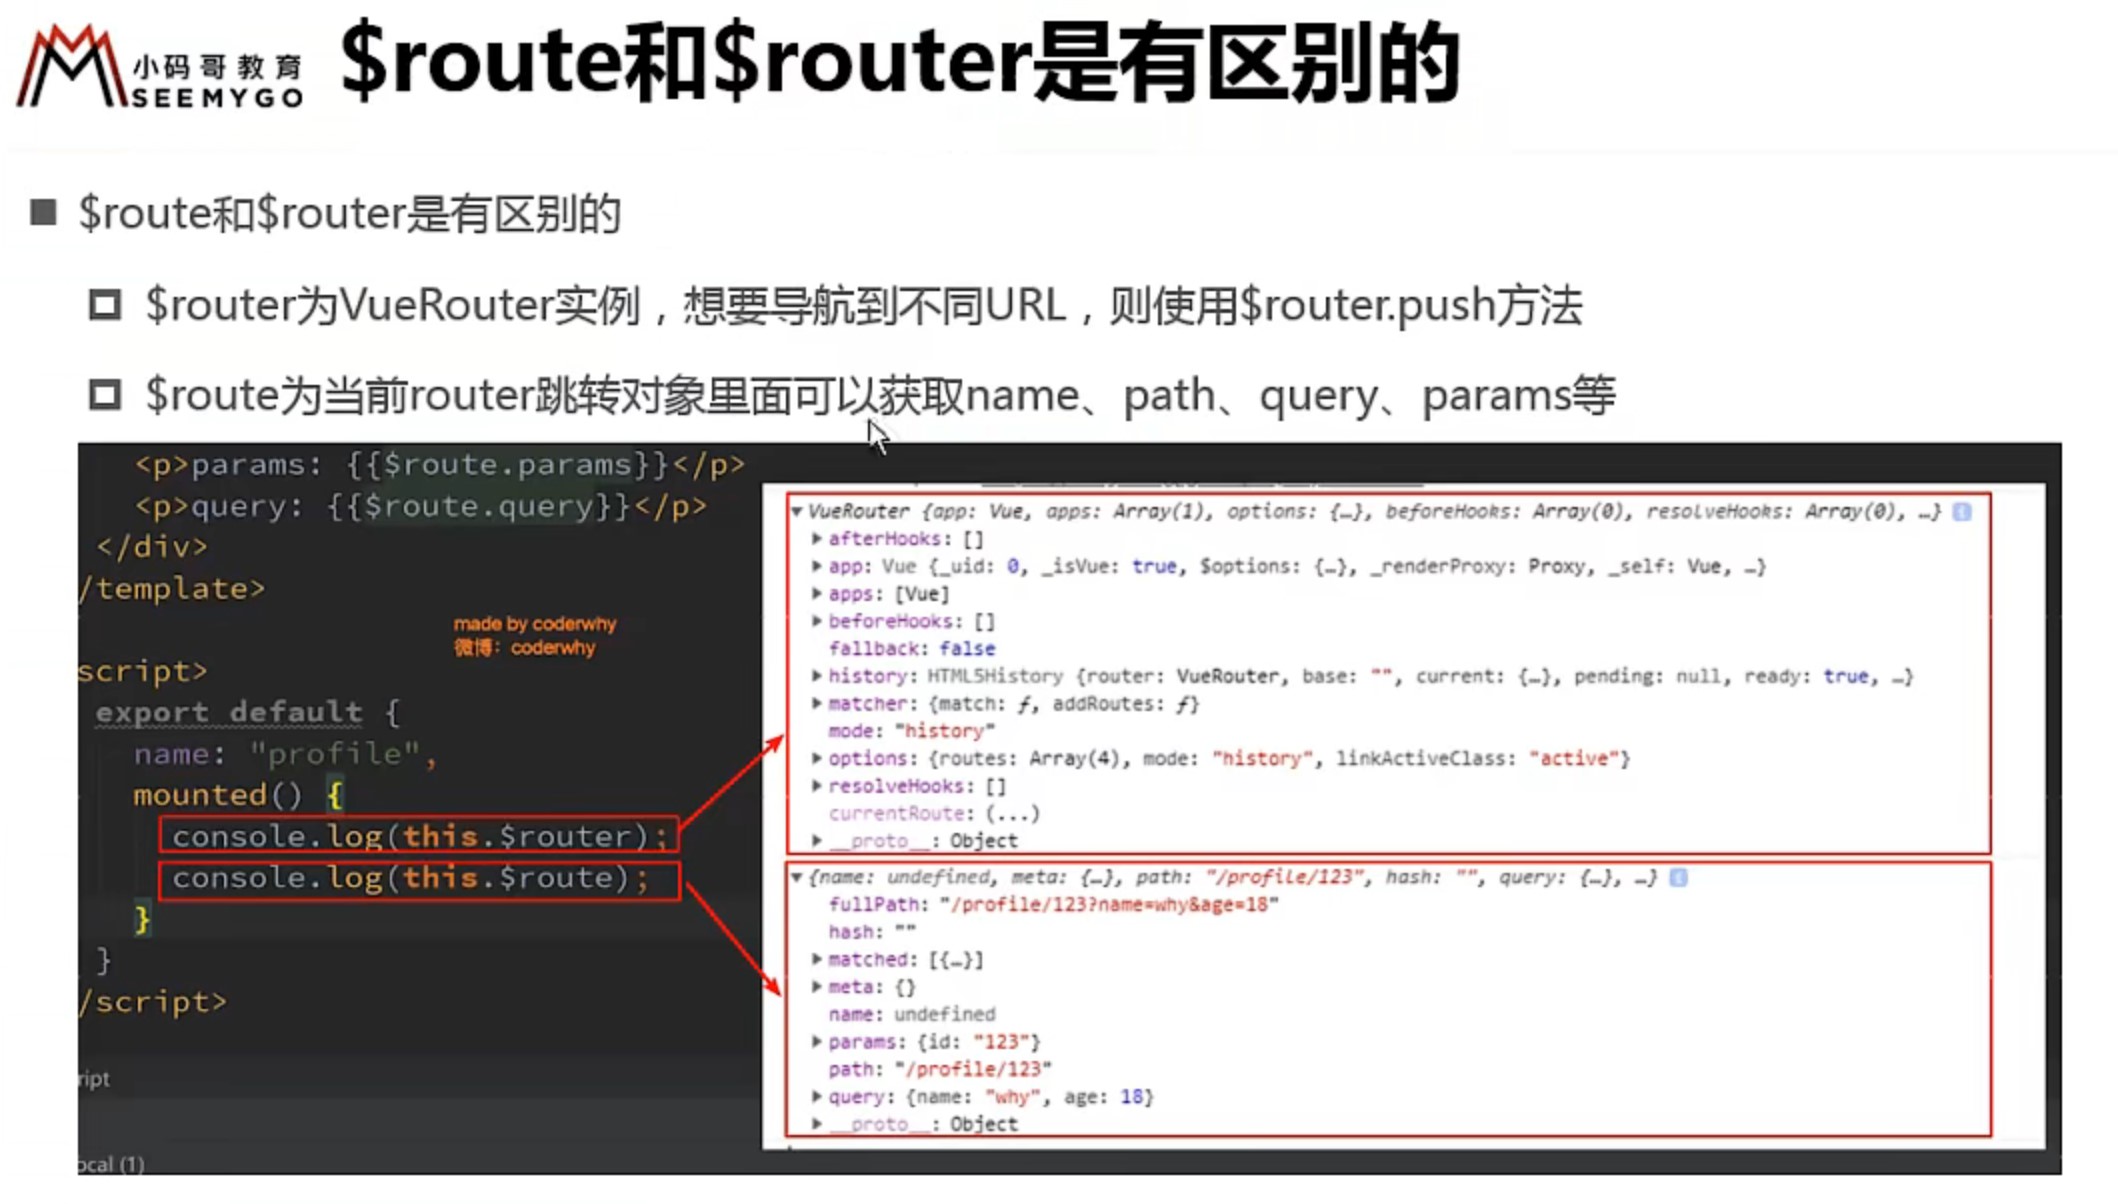 小码哥教育
SEEMYGO
$route和$router是有区别的
$route和$router是有区别的
$router为VueRouter实例，想要导航到不同URL，则使用$router.push方法
$route为当前router跳转对象里面可以获取name、path、query、params等
<p>params: {{$route.params}}</p>
<p>query: {{$route.query}}</p>
</div>
/template>
made by coderwhy
微博：coderwhy
script>
export default {
name: "profile",
mounted() {
console.log(this.$router);
console.log(this.$route);
}
}
/script>
ript
ocal (1)
VueRouter {app: Vue, apps: Array(1), options: {…}, beforeHooks: Array(0), resolveHooks: Array(0), …}
afterHooks: []
app: Vue {_uid: 0, _isVue: true, $options: {…}, _renderProxy: Proxy, _self: Vue, …}
apps: [Vue]
beforeHooks: []
fallback: false
history: HTML5History {router: VueRouter, base: "", current: {…}, pending: null, ready: true, …}
matcher: {match: ƒ, addRoutes: ƒ}
mode: "history"
options: {routes: Array(4), mode: "history", linkActiveClass: "active"}
resolveHooks: []
currentRoute: (...)
__proto__: Object
{name: undefined, meta: {…}, path: "/profile/123", hash: "", query: {…}, …}
fullPath: "/profile/123?name=why&age=18"
hash: ""
matched: [{…}]
meta: {}
name: undefined
params: {id: "123"}
path: "/profile/123"
query: {name: "why", age: 18}
__proto__: Object